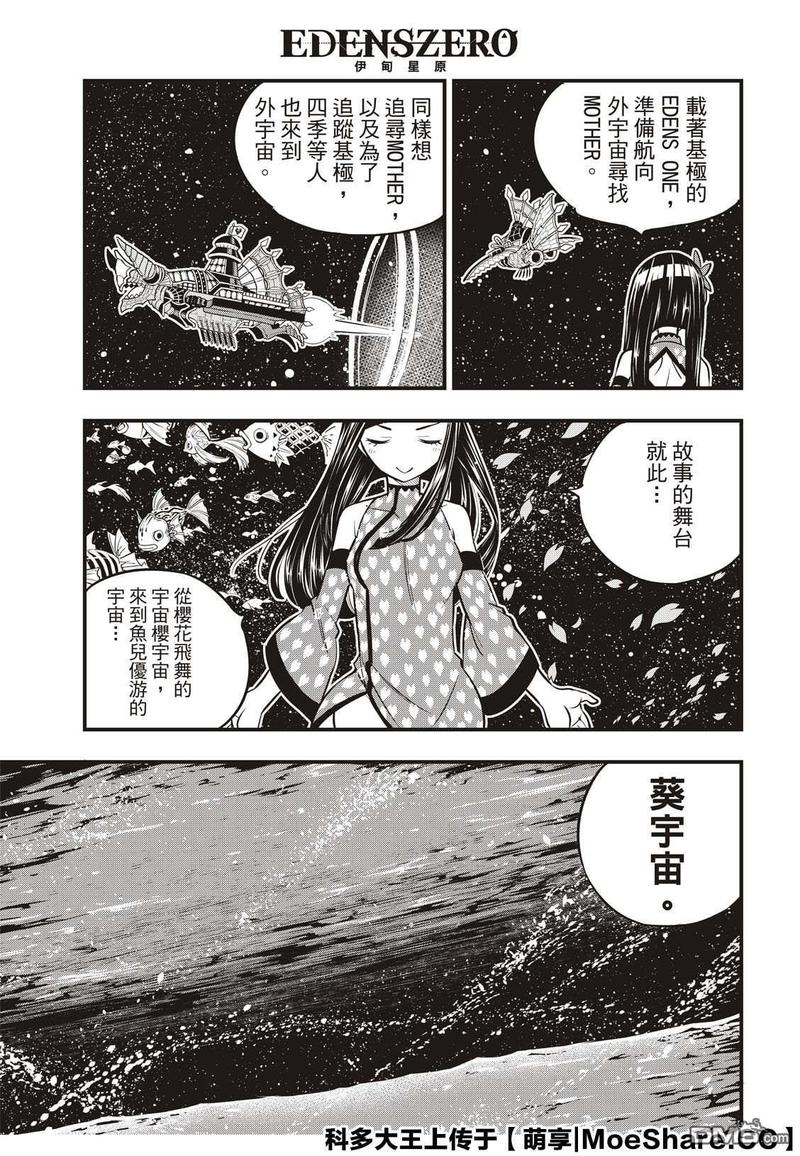 EDENSZERO
伊甸星原
載著基極的
EDENS ONE，
準備航向
外宇宙尋找
MOTHER。
同樣想
追尋MOTHER，
以及為了
追蹤基極，
四季等人
也來到
外宇宙。
故事的舞台
就此…
從櫻花飛舞的
宇宙櫻宇宙，
來到魚兒優游的
宇宙…
葵宇宙。
科多大王上传于【萌享|MoeShare.CC】